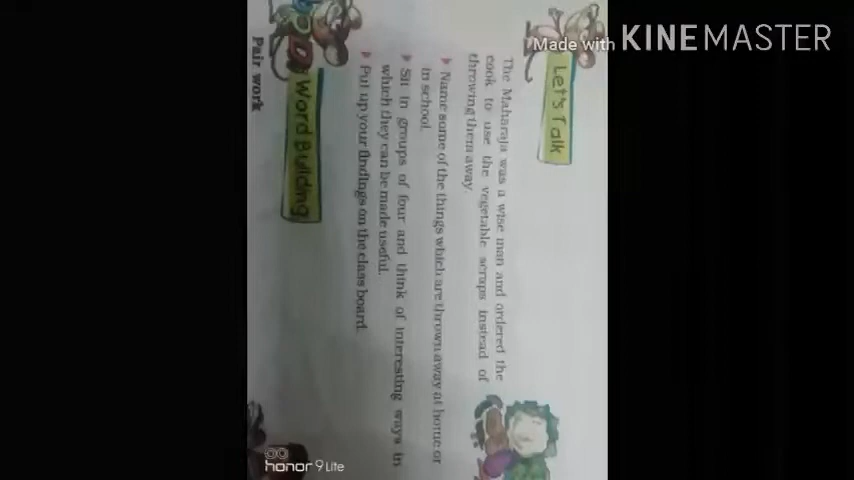 Made with KINEMASTER
Let's Talk
The Maharaja was a wise man and ordered the
cook to use the vegetable scraps instead of
throwing them away.
Name some of the things which are thrown away at home or
in school.
Sit in groups of four and think of interesting ways in
which they can be made useful.
Put up your findings on the class board.
Word Building
Pair work
honor 9 Lite